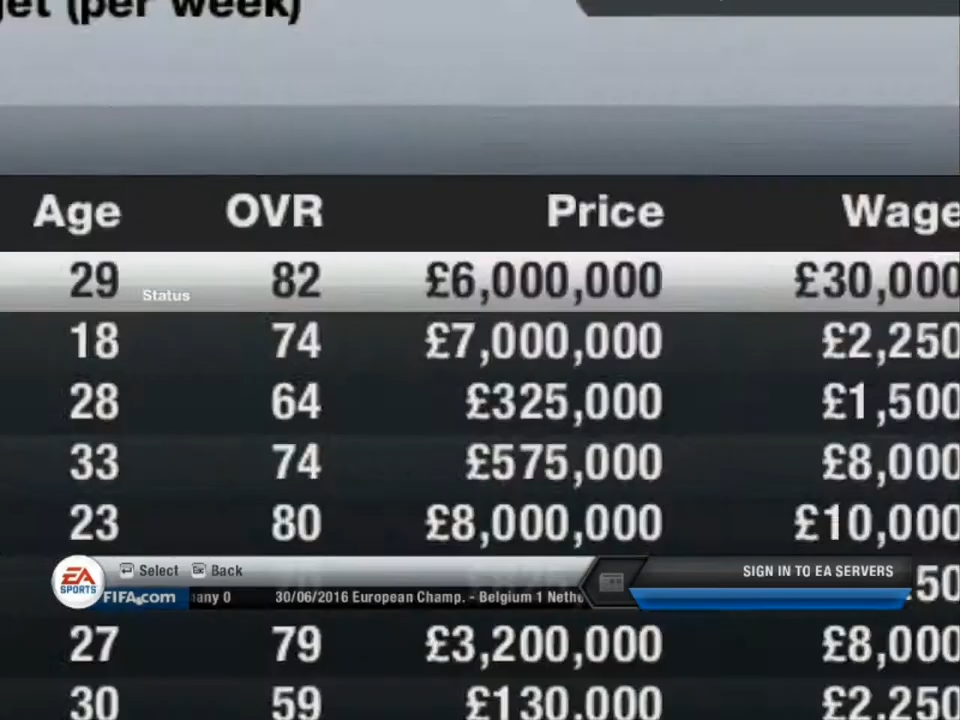 get (per week)
Age OVR Price Wage
29 Status 82 £6,000,000 £30,000
18 74 £7,000,000 £2,250
28 64 £325,000 £1,500
33 74 £575,000 £8,000
23 80 £8,000,000 £10,000
EA SPORTS Select Esc Back SIGN IN TO EA SERVERS
FIFA.com any 0 30/06/2016 European Champ. - Belgium 1 Nethe
27 79 £3,200,000 £8,000
30 59 £130,000 £2,250